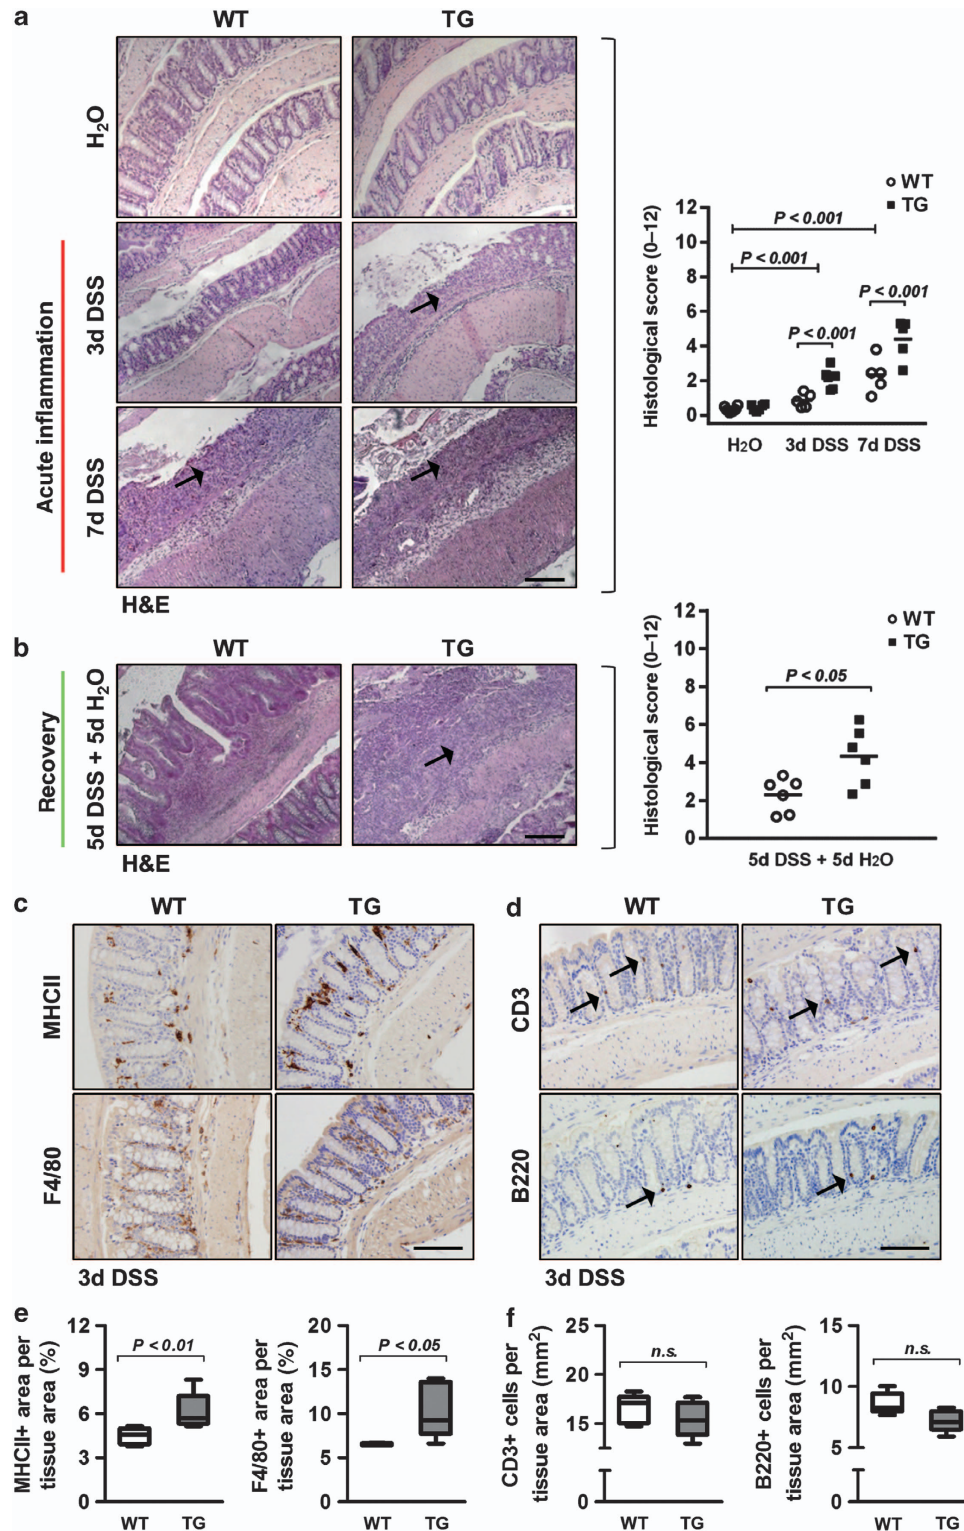 a
WT
TG
H2O
Acute inflammation
3d DSS
7d DSS
H&E
Histological score (0–12)
WT
TG
12
10
8
6
4
2
0
P < 0.001
P < 0.001
P < 0.001
P < 0.001
H2O
3d DSS
7d DSS
b
WT
TG
Recovery
5d DSS + 5d H2O
H&E
Histological score (0–12)
WT
TG
12
10
8
6
4
2
0
P < 0.05
5d DSS + 5d H2O
c
WT
TG
MHCII
F4/80
3d DSS
d
WT
TG
CD3
B220
3d DSS
e
MHCII+ area per
tissue area (%)
12
9
6
3
0
P < 0.01
WT
TG
F4/80+ area per
tissue area (%)
20
15
10
5
0
P < 0.05
WT
TG
f
CD3+ cells per
tissue area (mm2)
25
20
15
0
n.s.
WT
TG
B220+ cells per
tissue area (mm2)
15
10
5
0
n.s.
WT
TG